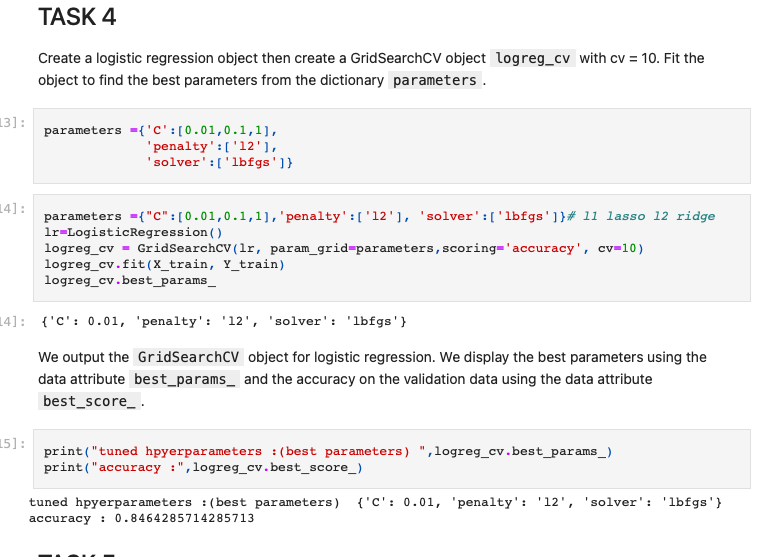 TASK 4
Create a logistic regression object then create a GridSearchCV object logreg_cv with cv = 10. Fit the
object to find the best parameters from the dictionary parameters .
3]:
parameters ={'C':[0.01,0.1,1],
'penalty':['l2'],
'solver':['lbfgs']}
4]:
parameters ={"C":[0.01,0.1,1],'penalty':['l2'], 'solver':['lbfgs']}# l1 lasso l2 ridge
lr=LogisticRegression()
logreg_cv = GridSearchCV(lr, param_grid=parameters,scoring='accuracy', cv=10)
logreg_cv.fit(X_train, Y_train)
logreg_cv.best_params_
4]:
{'C': 0.01, 'penalty': 'l2', 'solver': 'lbfgs'}
We output the GridSearchCV object for logistic regression. We display the best parameters using the
data attribute best_params_ and the accuracy on the validation data using the data attribute
best_score_ .
5]:
print("tuned hpyerparameters :(best parameters) ",logreg_cv.best_params_)
print("accuracy :",logreg_cv.best_score_)
tuned hpyerparameters :(best parameters)  {'C': 0.01, 'penalty': 'l2', 'solver': 'lbfgs'}
accuracy : 0.8464285714285713